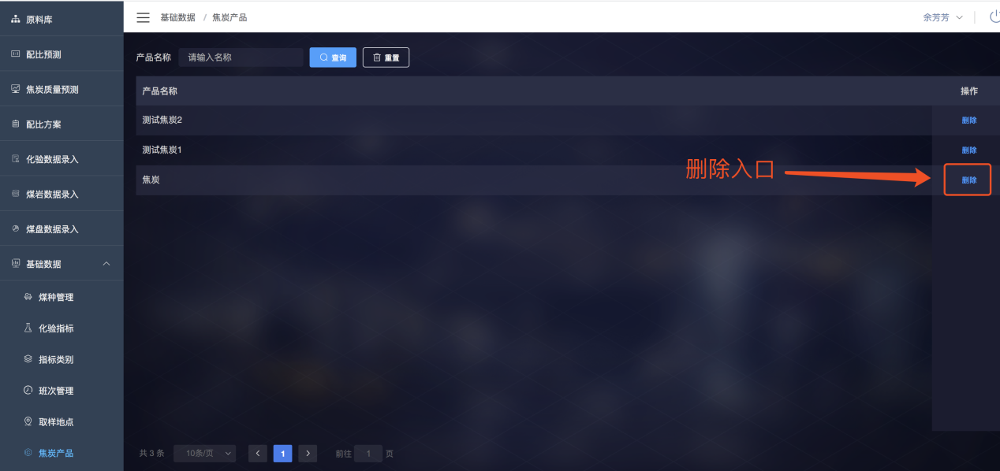 原料库
配比预测
焦炭质量预测
配比方案
化验数据录入
煤岩数据录入
煤盘数据录入
基础数据
煤种管理
化验指标
指标类别
班次管理
取样地点
焦炭产品
基础数据 / 焦炭产品
余芳芳
产品名称 请输入名称 查询 重置
产品名称 操作
测试焦炭2 删除
测试焦炭1 删除
焦炭 删除
删除入口
共 3 条 10条/页 1 前往 1 页